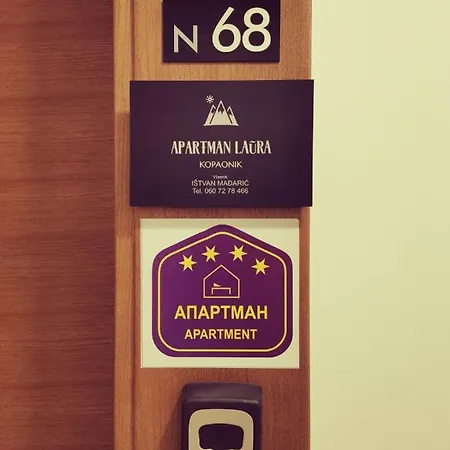 N 68
APARTMAN LAURA
KOPAONIK
Vlasnik
IŠTVAN MAĐARIĆ
Tel. 060 72 78 466
АПАРТМАН
APARTMENT